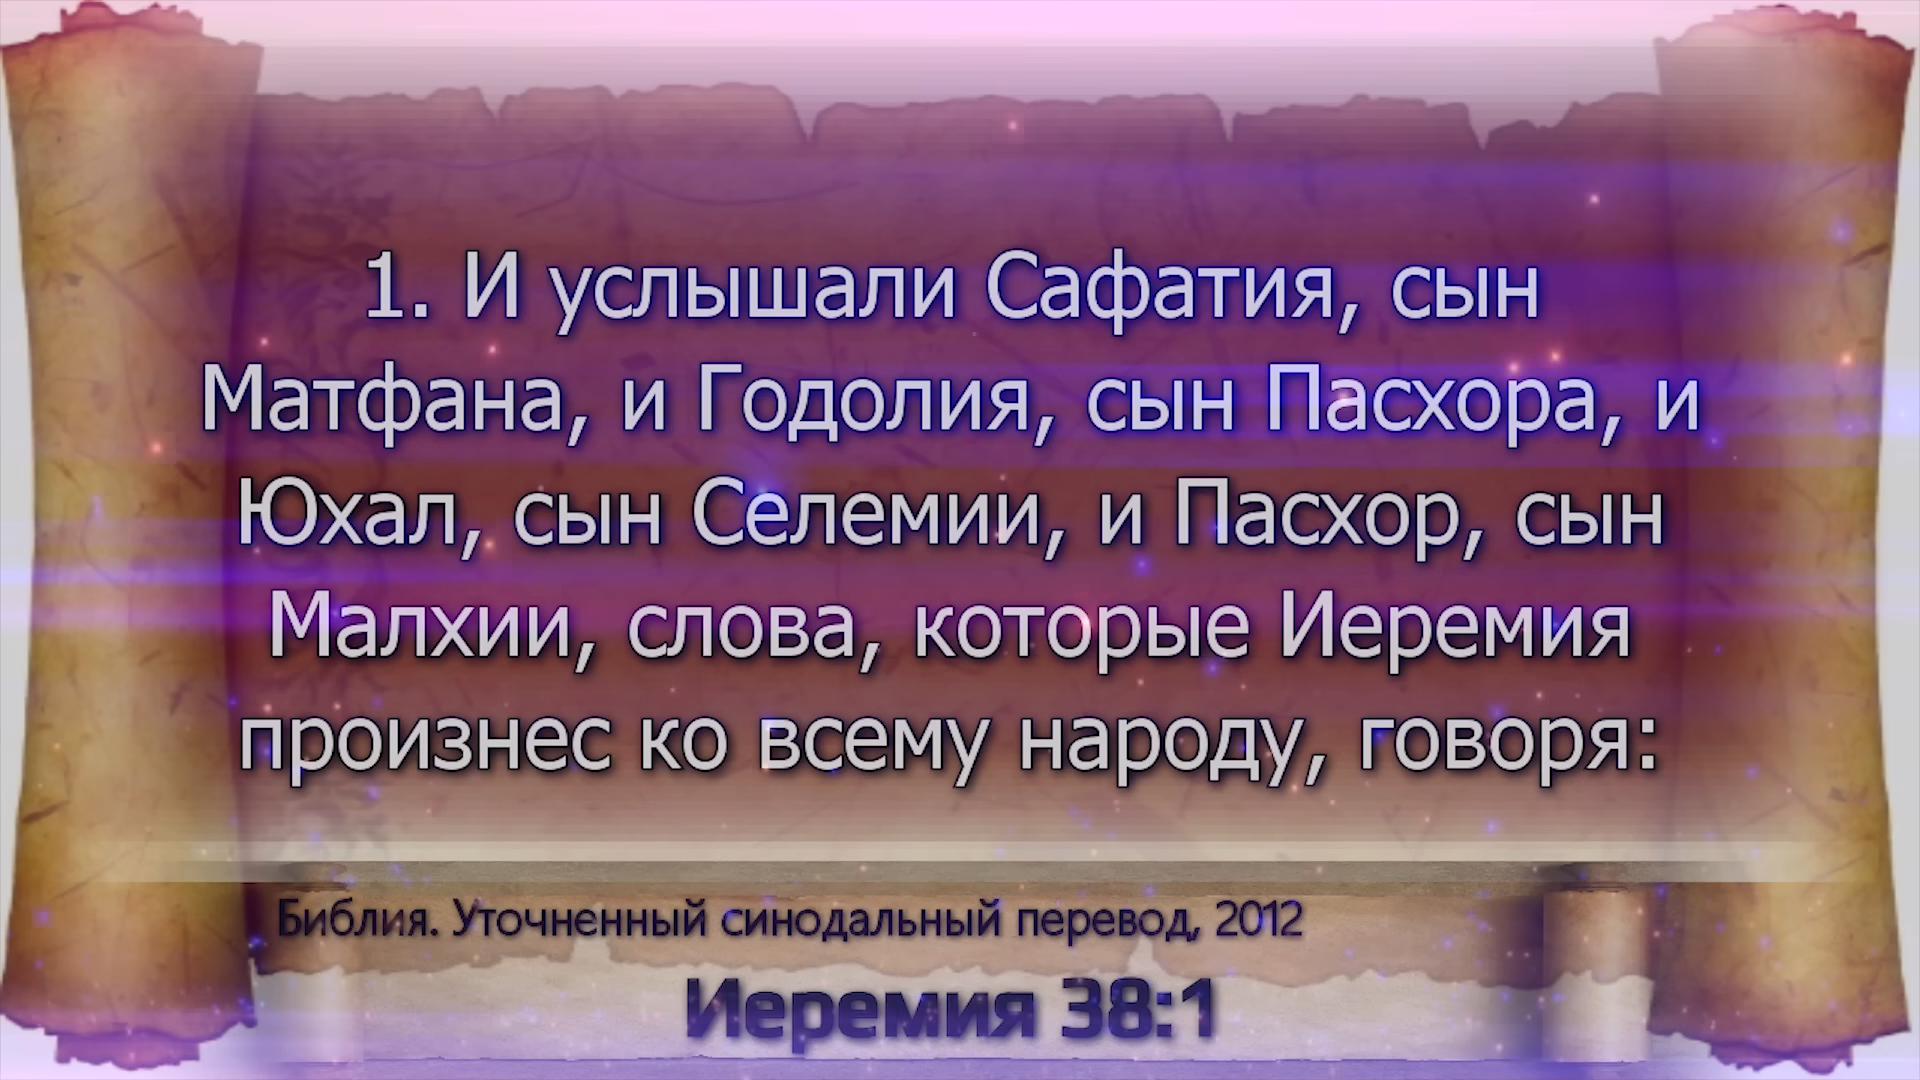 1. И услышали Сафатия, сын
Матфана, и Годолия, сын Пасхора, и
Юхал, сын Селемии, и Пасхор, сын
Малхии, слова, которые Иеремия
произнес ко всему народу, говоря:
Библия. Уточненный синодальный перевод, 2012
Иеремия 38:1